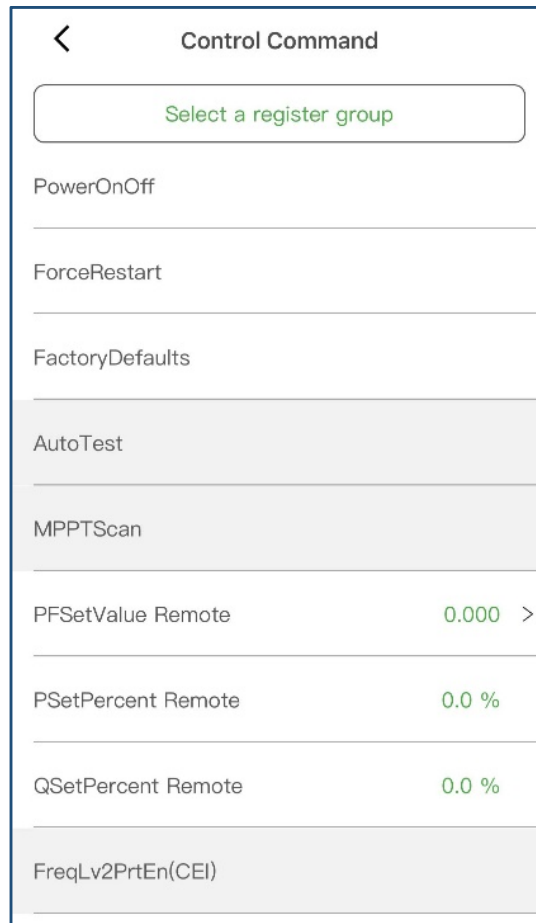 Control Command
Select a register group
PowerOnOff
ForceRestart
FactoryDefaults
AutoTest
MPPTScan
PFSetValue Remote 0.000 >
PSetPercent Remote 0.0 %
QSetPercent Remote 0.0 %
FreqLv2PrtEn(CEI)